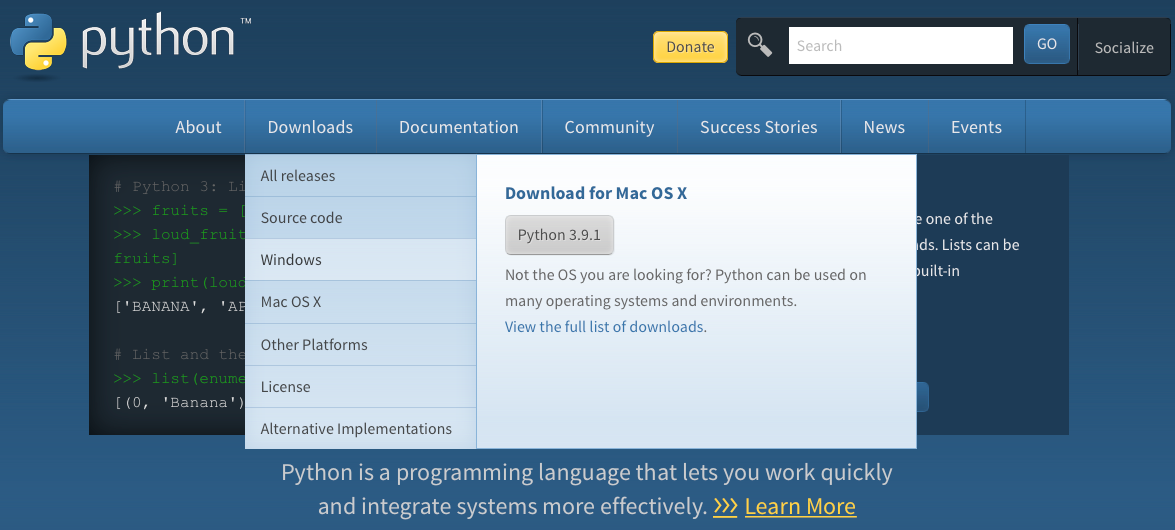 python™
Donate
Search
GO
Socialize
About
Downloads
Documentation
Community
Success Stories
News
Events
All releases
Source code
Windows
Mac OS X
Other Platforms
License
Alternative Implementations
Download for Mac OS X
Python 3.9.1
Not the OS you are looking for? Python can be used on
many operating systems and environments.
View the full list of downloads.
# Python 3: Li
>>> fruits = [
>>> loud_fruit
fruits]
>>> print(loud
['BANANA', 'AP
# List and the
>>> list(enume
[(0, 'Banana')
e one of the
ds. Lists can be
built-in
Python is a programming language that lets you work quickly
and integrate systems more effectively. >>> Learn More